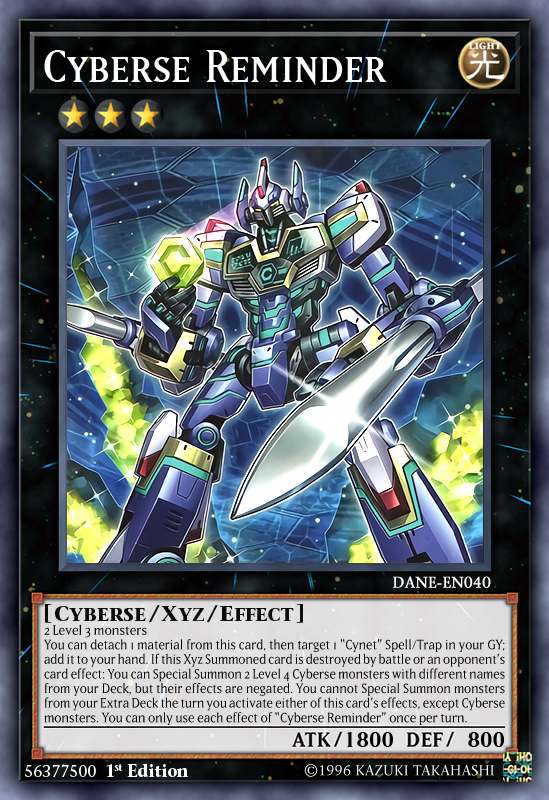 CYBERSE REMINDER
LIGHT
光
DANE-EN040
[CYBERSE/XYZ/EFFECT]
2 Level 3 monsters
You can detach 1 material from this card, then target 1 "Cynet" Spell/Trap in your GY;
add it to your hand. If this Xyz Summoned card is destroyed by battle or an opponent's
card effect: You can Special Summon 2 Level 4 Cyberse monsters with different names
from your Deck, but their effects are negated. You cannot Special Summon monsters
from your Extra Deck the turn you activate either of this card's effects, except Cyberse
monsters. You can only use each effect of "Cyberse Reminder" once per turn.
ATK/1800 DEF/ 800
56377500 1st Edition ©1996 KAZUKI TAKAHASHI